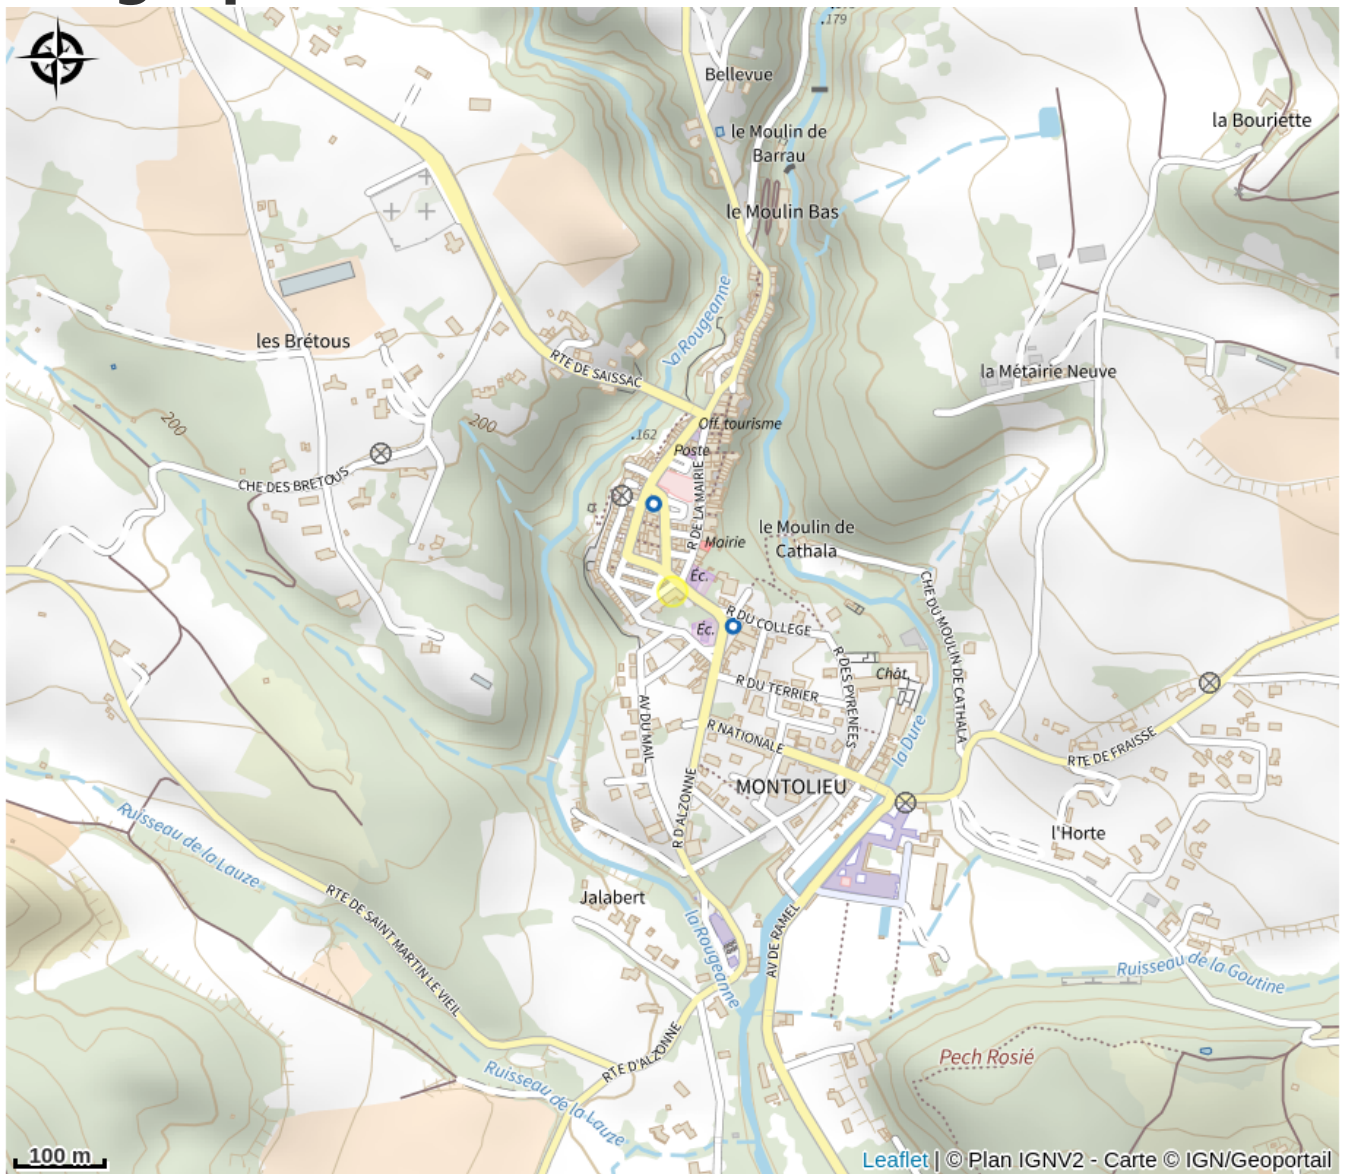 .179
Bellevue
la Bouriette
le Moulin de
Barrau
le Moulin Bas
la Rougeanne
les Brétous
RTE DE SAISSAC
la Métairie Neuve
200
200
Off. tourisme
.162
Poste
CHE DES BRETOUS
R DE LA MAIRIE
le Moulin de
Cathala
Mairie
Éc.
CHE DU MOULIN DE CATHALA
R DU COLLEGE
Éc.
R DES PYRENEES
Chât.
R DU TERRIER
AV DU MAIL
R NATIONALE
la Dure
RTE DE FRAISSE
MONTOLIEU
R D'ALZONNE
Ruisseau de la Lauze
l'Horte
Jalabert
RTE DE SAINT MARTIN LE VIEIL
la Rougeanne
AV DE RAMEL
Ruisseau de la Goutine
RTE D'ALZONNE
Pech Rosié
Ruisseau de la Lauze
100 m
Leaflet | © Plan IGNV2 - Carte © IGN/Geoportail